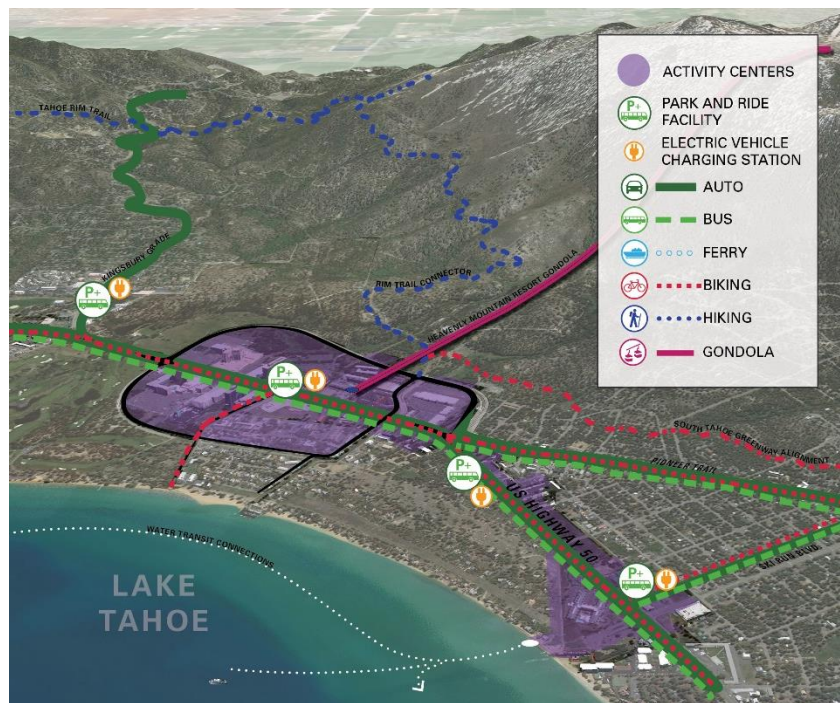 ACTIVITY CENTERS
P+
PARK AND RIDE
FACILITY
ELECTRIC VEHICLE
CHARGING STATION
AUTO
BUS
FERRY
BIKING
HIKING
GONDOLA
TAHOE RIM TRAIL
KINGSBURY GRADE
P+
RIM TRAIL CONNECTOR
HEAVENLY MOUNTAIN RESORT GONDOLA
P+
SOUTH TAHOE GREENWAY ALIGNMENT
PIONEER TRAIL
P+
US HIGHWAY 50
SKI RUN BLVD.
P+
WATER TRANSIT CONNECTIONS
LAKE
TAHOE